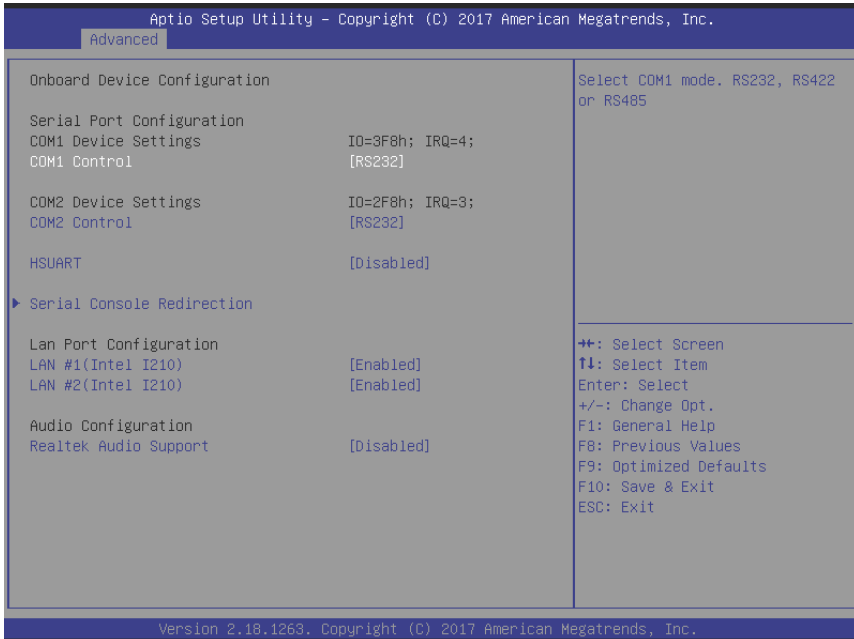 Aptio Setup Utility – Copyright (C) 2017 American Megatrends, Inc.
Advanced
Onboard Device Configuration
Serial Port Configuration
COM1 Device Settings IO=3F8h; IRQ=4;
COM1 Control [RS232]
COM2 Device Settings IO=2F8h; IRQ=3;
COM2 Control [RS232]
HSUART [Disabled]
Serial Console Redirection
Lan Port Configuration
LAN #1(Intel I210) [Enabled]
LAN #2(Intel I210) [Enabled]
Audio Configuration
Realtek Audio Support [Disabled]
Select COM1 mode. RS232, RS422
or RS485
→←: Select Screen
↑↓: Select Item
Enter: Select
+/-: Change Opt.
F1: General Help
F8: Previous Values
F9: Optimized Defaults
F10: Save & Exit
ESC: Exit
Version 2.18.1263. Copyright (C) 2017 American Megatrends, Inc.